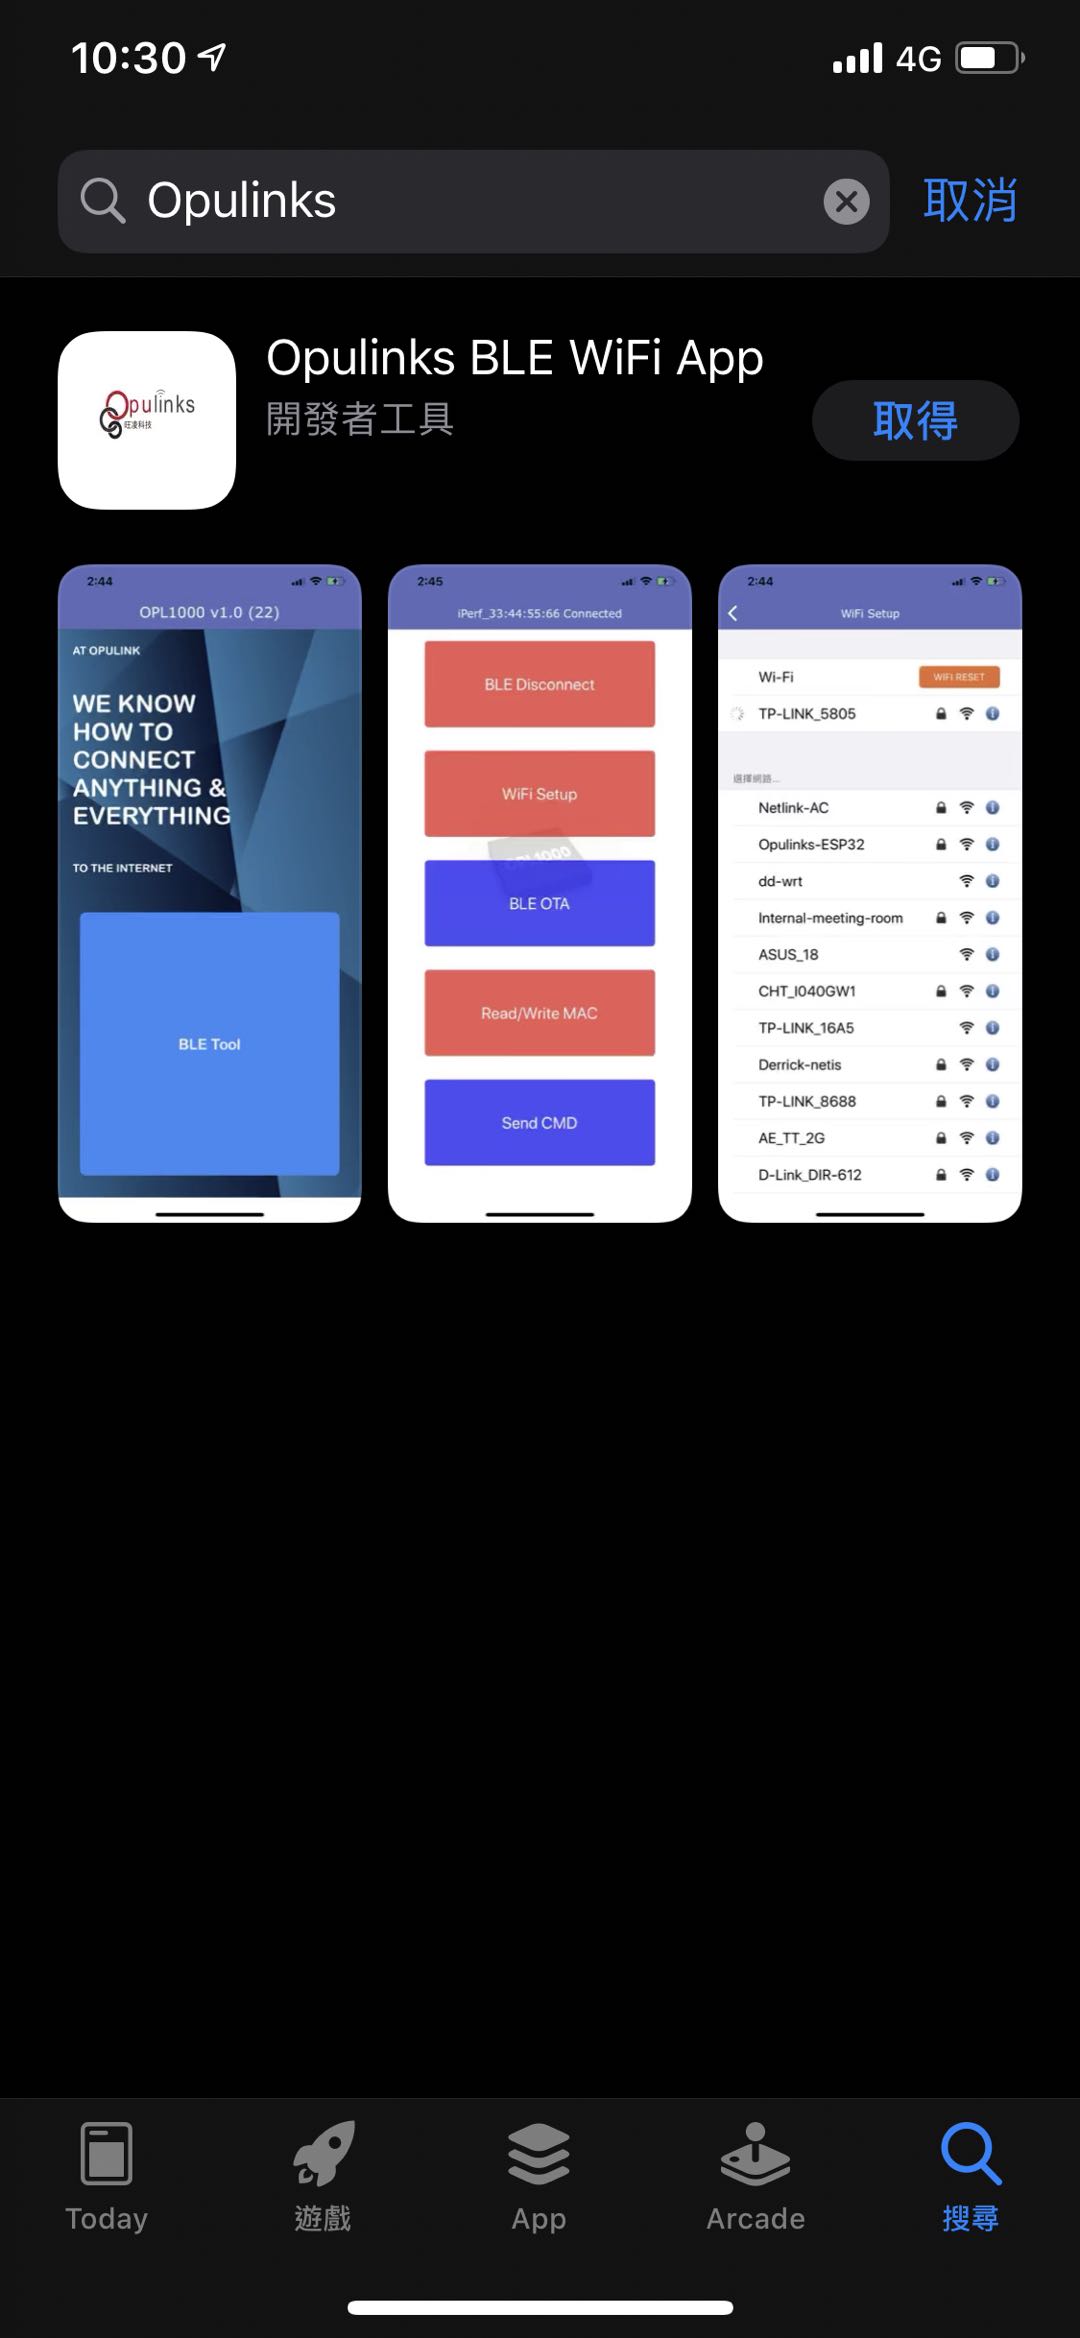 10:30
4G
Opulinks
取消
Opulinks BLE WiFi App
開發者工具
取得
Opulinks
旺凌科技
2:44
OPL1000 v1.0 (22)
AT OPULINK
WE KNOW
HOW TO
CONNECT
ANYTHING &
EVERYTHING
TO THE INTERNET
BLE Tool
2:45
iPerf_33:44:55:66 Connected
BLE Disconnect
WiFi Setup
OPL1000
BLE OTA
Read/Write MAC
Send CMD
2:44
WiFi Setup
Wi-Fi
WIFI RESET
TP-LINK_5805
選擇網路...
Netlink-AC
Opulinks-ESP32
dd-wrt
Internal-meeting-room
ASUS_18
CHT_I040GW1
TP-LINK_16A5
Derrick-netis
TP-LINK_8688
AE_TT_2G
D-Link_DIR-612
Today
遊戲
App
Arcade
搜尋